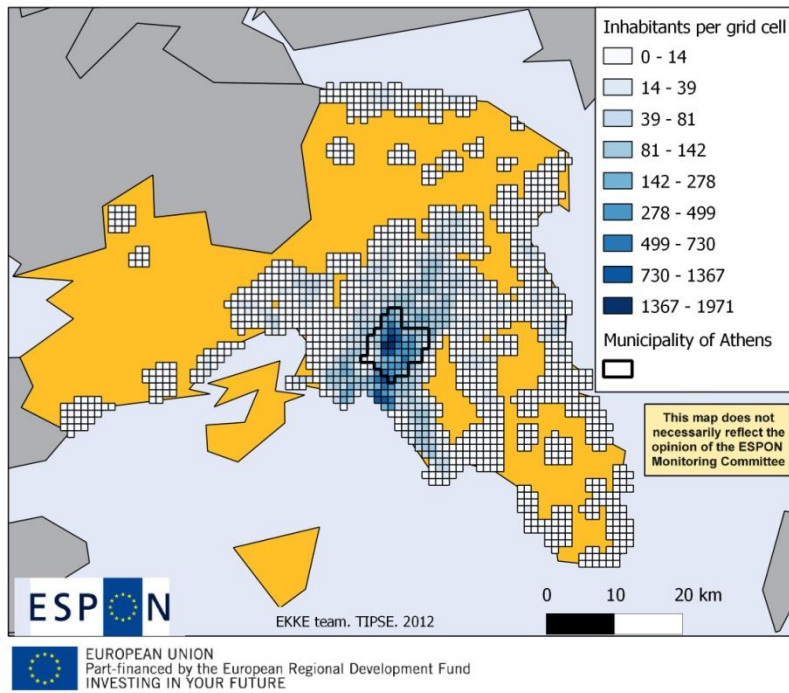 Inhabitants per grid cell
0 - 14
14 - 39
39 - 81
81 - 142
142 - 278
278 - 499
499 - 730
730 - 1367
1367 - 1971
Municipality of Athens
This map does not
necessarily reflect the
opinion of the ESPON
Monitoring Committee
ESPON
EKKE team. TIPSE. 2012
0 10 20 km
EUROPEAN UNION
Part-financed by the European Regional Development Fund
INVESTING IN YOUR FUTURE